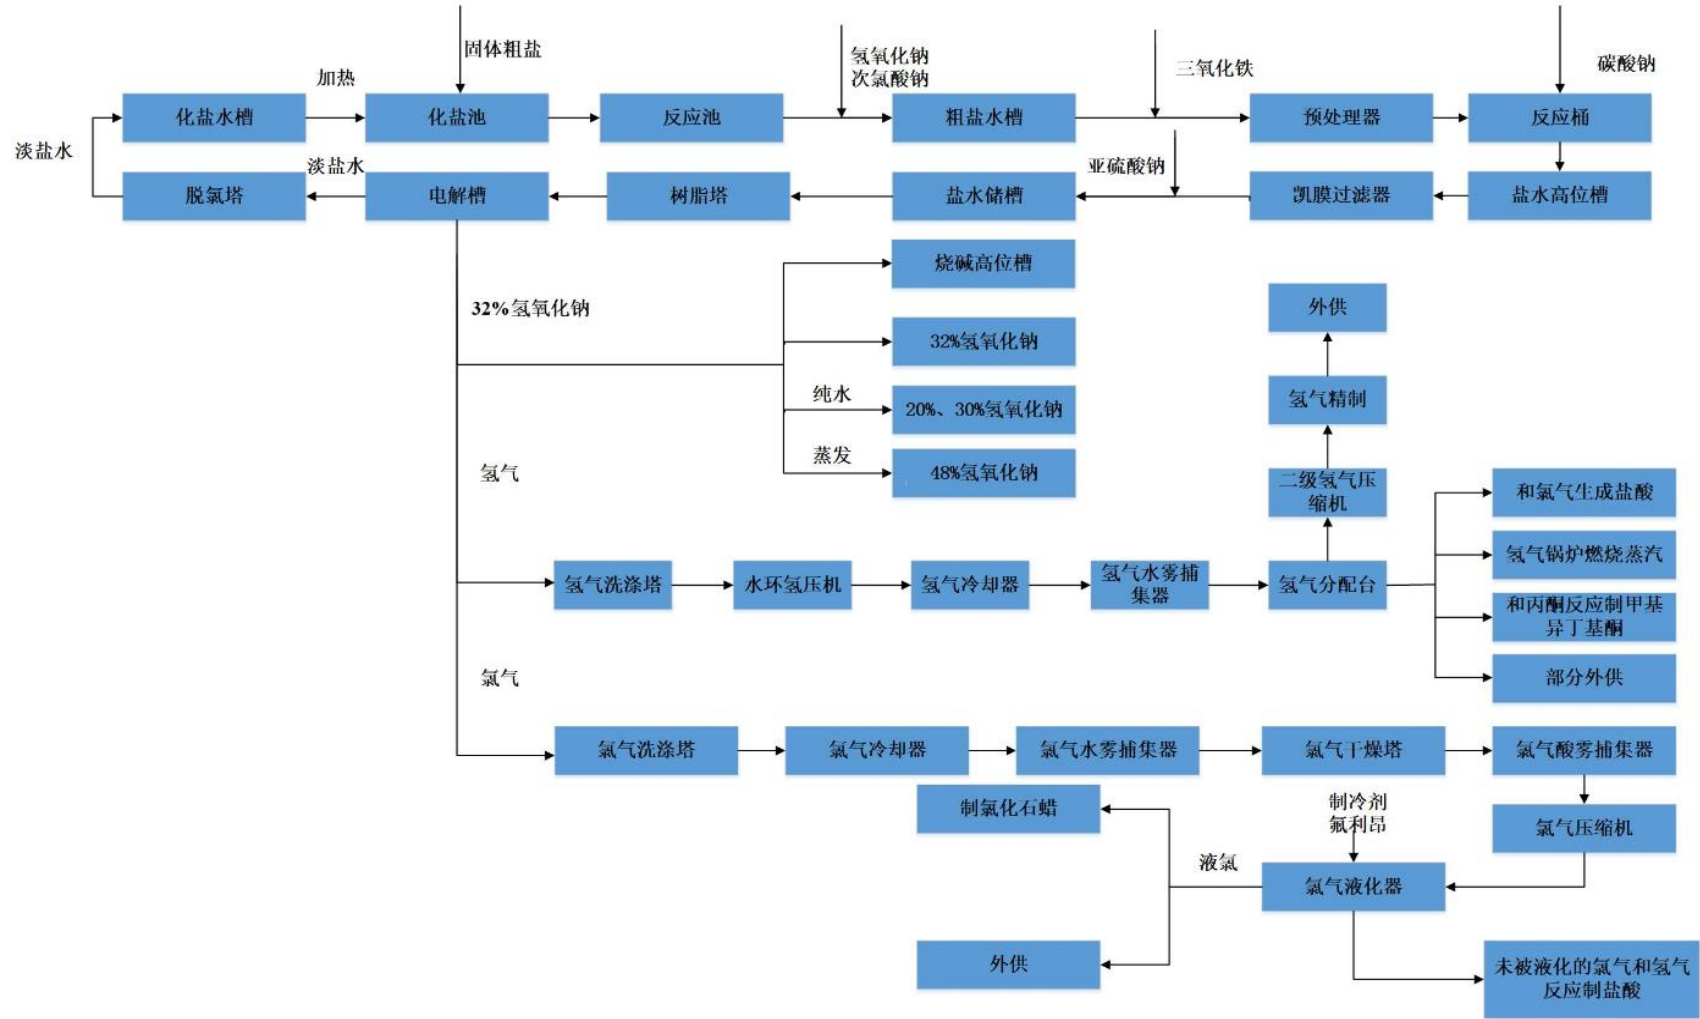 固体粗盐
加热
氢氧化钠
次氯酸钠
三氧化铁
碳酸钠
化盐水槽
化盐池
反应池
粗盐水槽
预处理器
反应桶
淡盐水
淡盐水
亚硫酸钠
脱氯塔
电解槽
树脂塔
盐水储槽
凯膜过滤器
盐水高位槽
烧碱高位槽
32%氢氧化钠
32%氢氧化钠
纯水
20%、30%氢氧化钠
蒸发
48%氢氧化钠
外供
氢气精制
二级氢气压
缩机
氢气
和氯气生成盐酸
氢气锅炉燃烧蒸汽
和丙酮反应制甲基
异丁基酮
部分外供
氢气洗涤塔
水环氢压机
氢气冷却器
氢气水雾捕
集器
氢气分配台
氯气
氯气洗涤塔
氯气冷却器
氯气水雾捕集器
氯气干燥塔
氯气酸雾捕集器
制氯化石蜡
制冷剂
氟利昂
氯气压缩机
液氯
氯气液化器
外供
未被液化的氯气和氢气
反应制盐酸